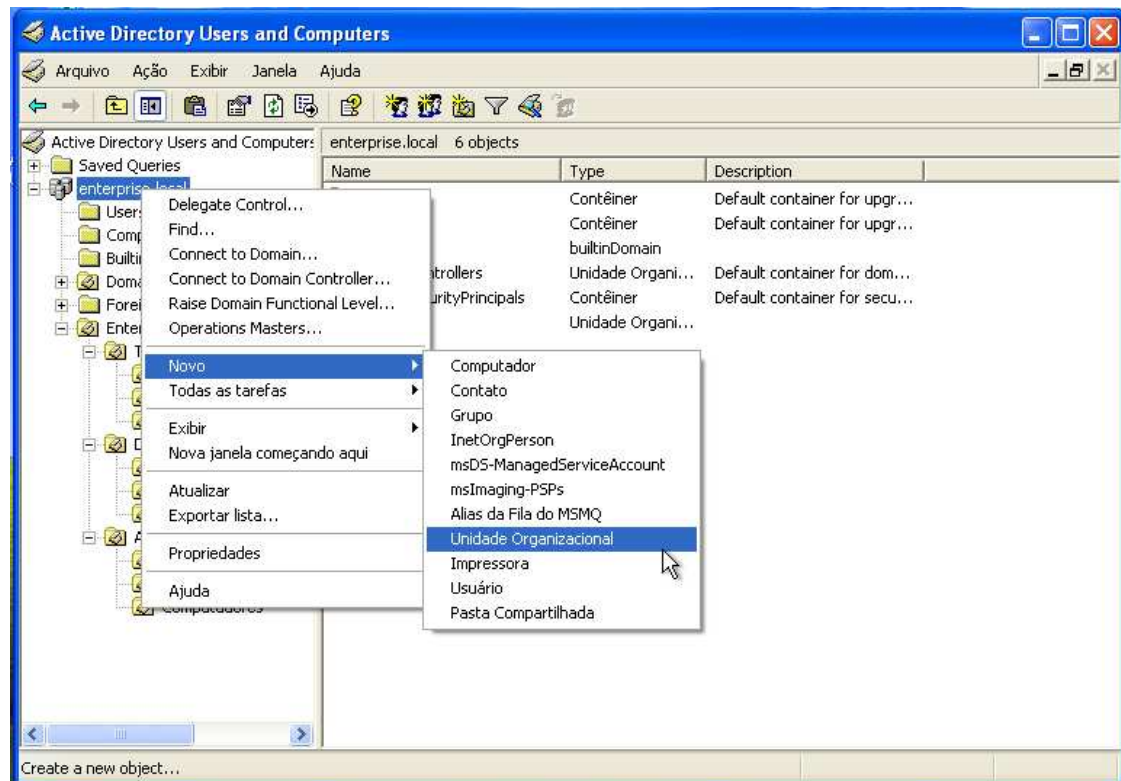 Active Directory Users and Computers
Arquivo Ação Exibir Janela Ajuda
Active Directory Users and Computers
enterprise.local 6 objects
Saved Queries
enterprise.local
Name Type Description
Contêiner Default container for upgr...
Contêiner Default container for upgr...
builtinDomain
Unidade Organi... Default container for dom...
Contêiner Default container for secu...
Unidade Organi...
Delegate Control...
Find...
Connect to Domain...
Connect to Domain Controller...
Raise Domain Functional Level...
Operations Masters...
Novo
Todas as tarefas
Exibir
Nova janela começando aqui
Atualizar
Exportar lista...
Propriedades
Ajuda
Computador
Contato
Grupo
InetOrgPerson
msDS-ManagedServiceAccount
msImaging-PSPs
Alias da Fila do MSMQ
Unidade Organizacional
Impressora
Usuário
Pasta Compartilhada
Computadores
Create a new object...